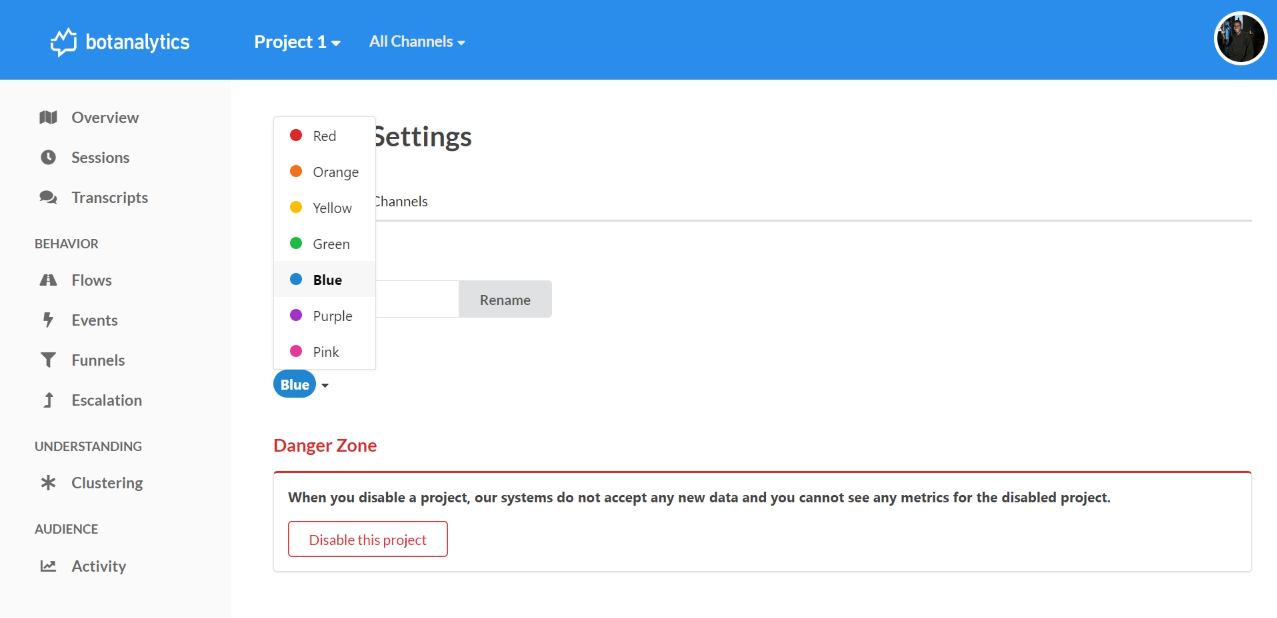 botanalytics
Project 1
All Channels
Overview
Sessions
Transcripts
BEHAVIOR
Flows
Events
Funnels
Escalation
UNDERSTANDING
Clustering
AUDIENCE
Activity
Settings
Channels
Red
Orange
Yellow
Green
Blue
Purple
Pink
Rename
Blue
Danger Zone
When you disable a project, our systems do not accept any new data and you cannot see any metrics for the disabled project.
Disable this project